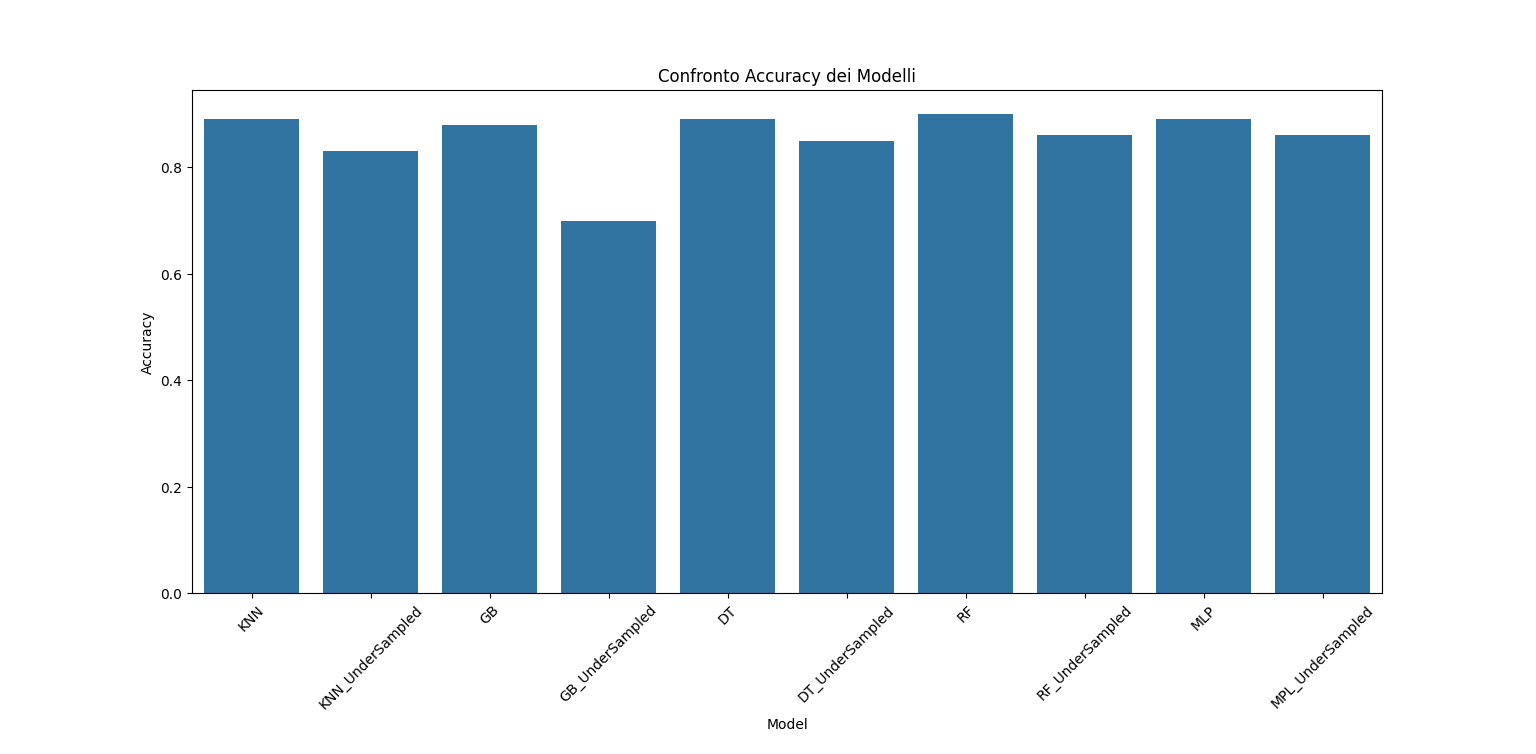 Confronto Accuracy dei Modelli
Accuracy
0.8
0.6
0.4
0.2
0.0
KNN
KNN_UnderSampled
GB
GB_UnderSampled
DT
DT_UnderSampled
RF
RF_UnderSampled
MLP
MPL_UnderSampled
Model